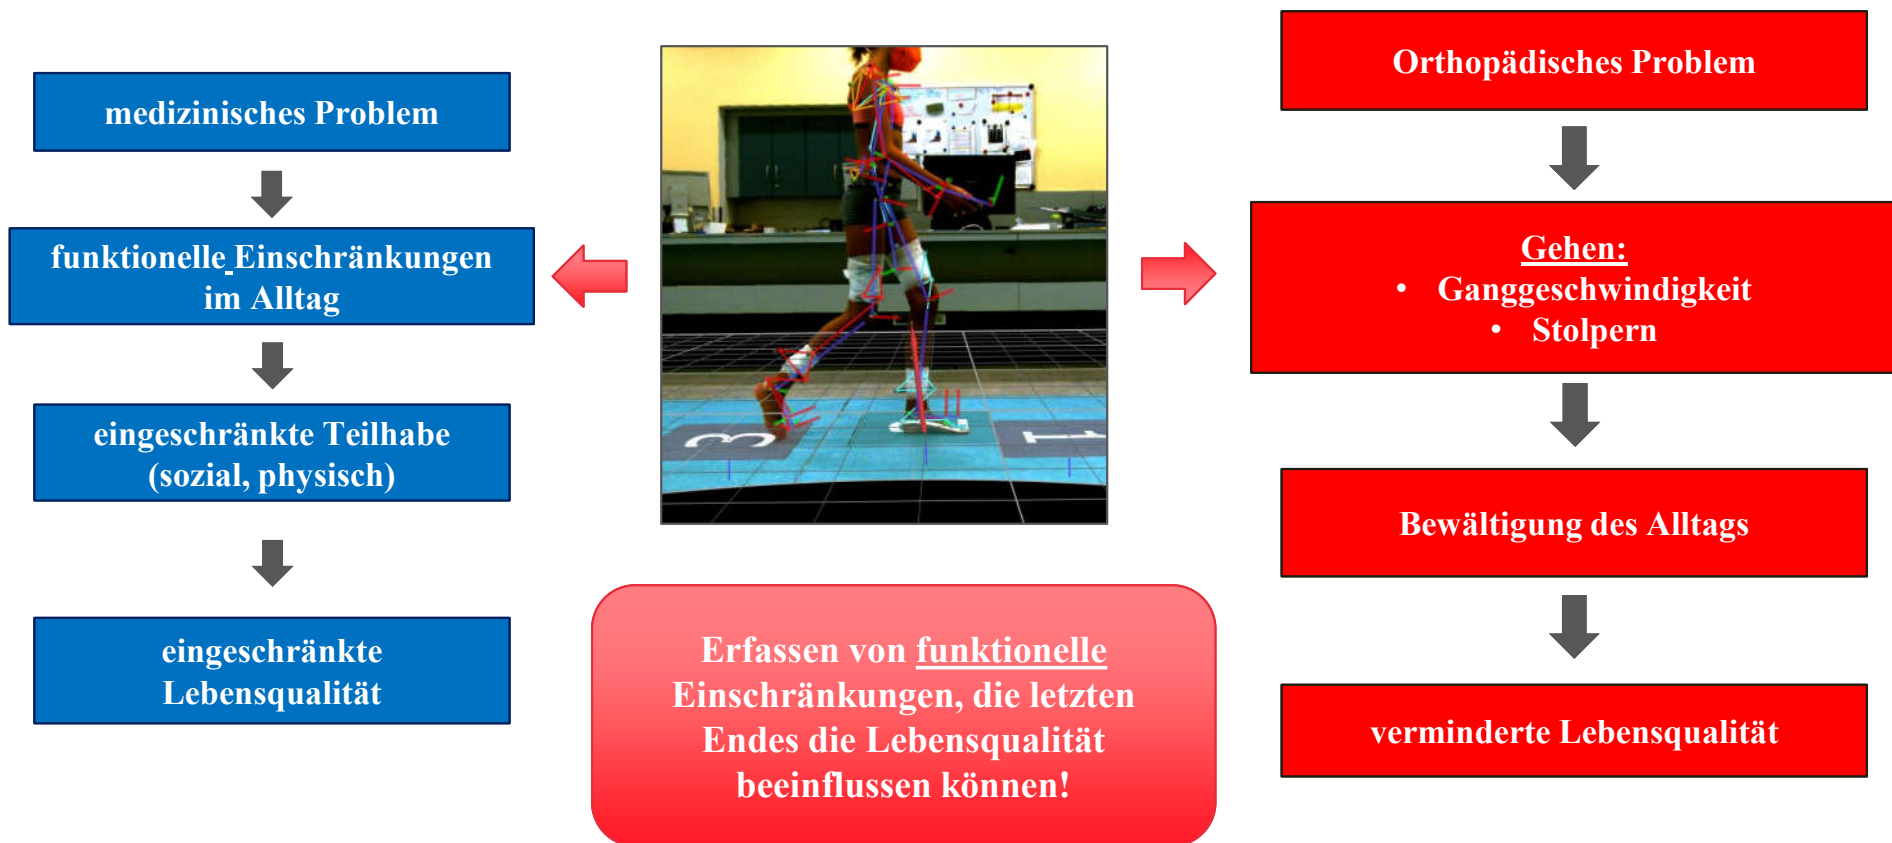 medizinisches Problem
funktionelle Einschränkungen
im Alltag
eingeschränkte Teilhabe
(sozial, physisch)
eingeschränkte
Lebensqualität
3
1
Erfassen von funktionelle
Einschränkungen, die letzten
Endes die Lebensqualität
beeinflussen können!
Orthopädisches Problem
Gehen:
• Ganggeschwindigkeit
• Stolpern
Bewältigung des Alltags
verminderte Lebensqualität